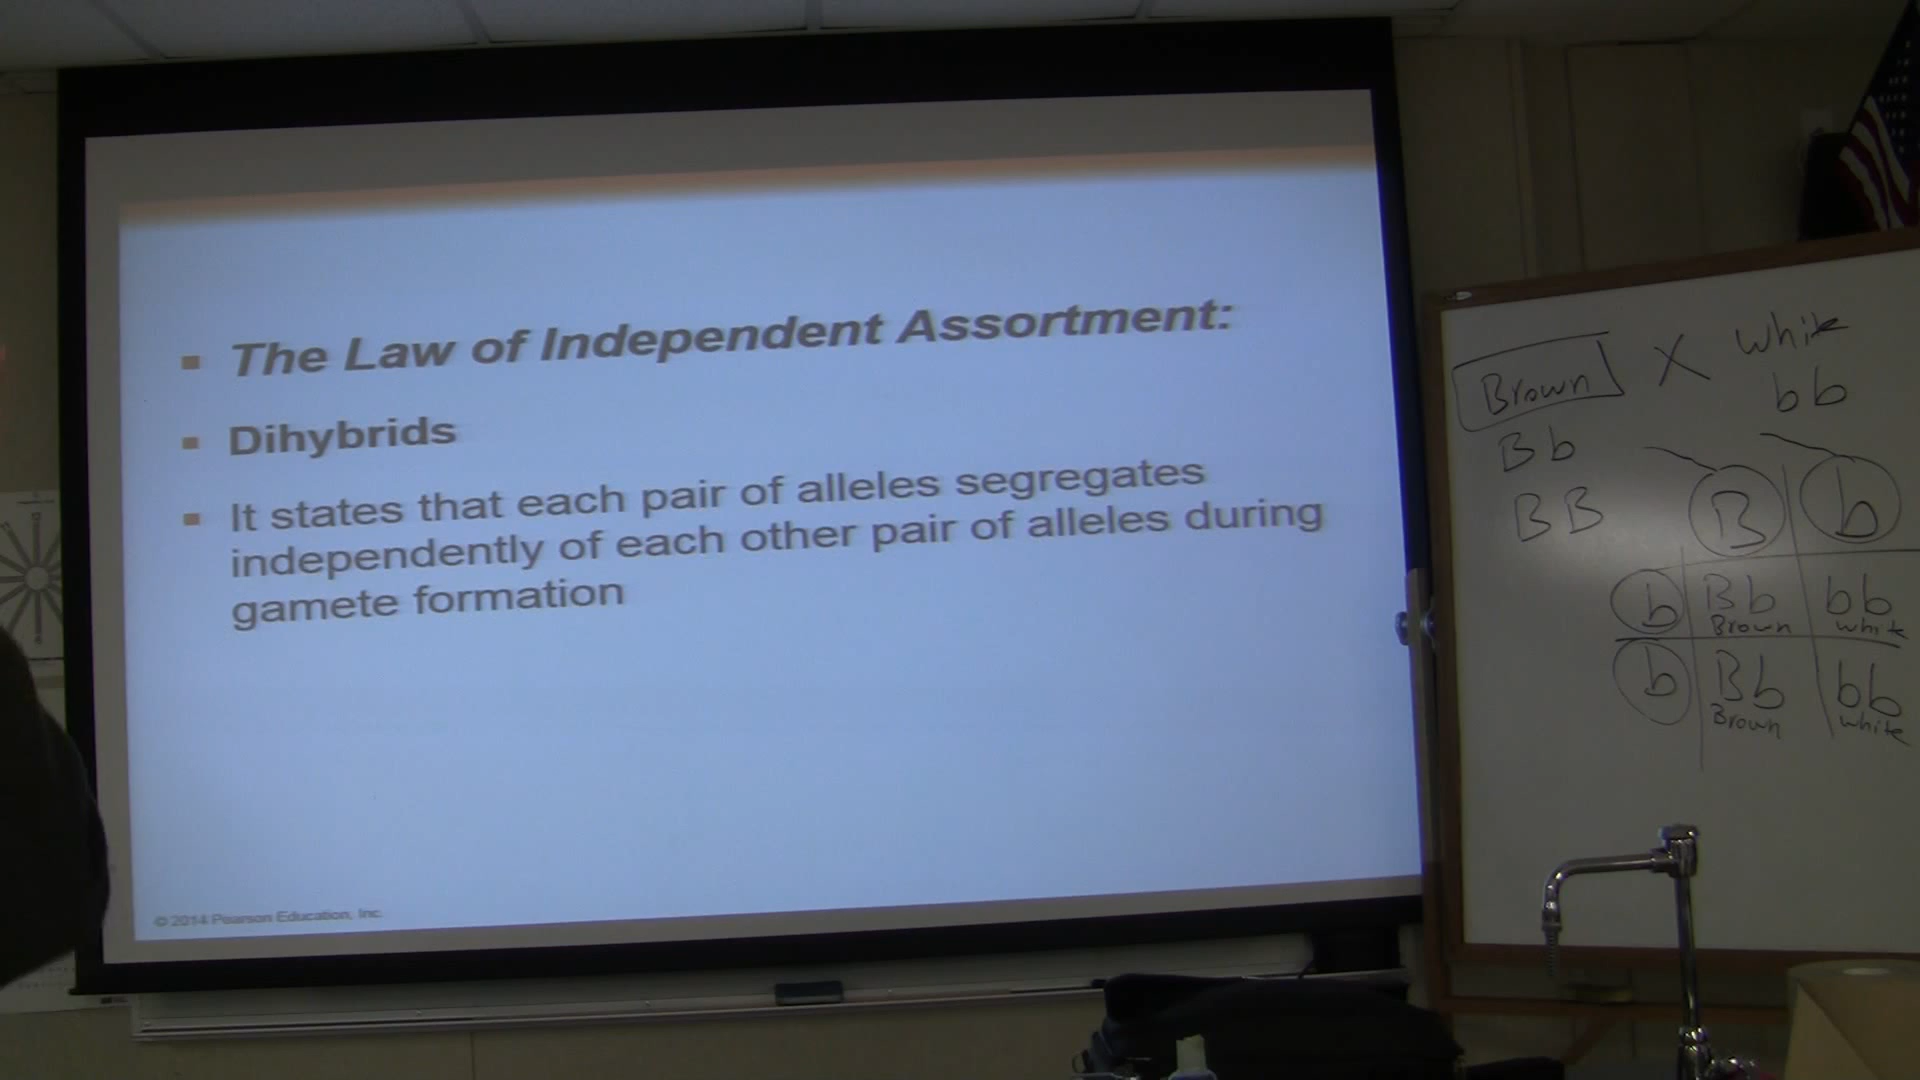 The Law of Independent Assortment:
Dihybrids
It states that each pair of alleles segregates
independently of each other pair of alleles during
gamete formation
© 2014 Pearson Education, Inc.
Brown X White
bb
Bb
BB
B b
b Bb bb
Brown white
b Bb bb
Brown white